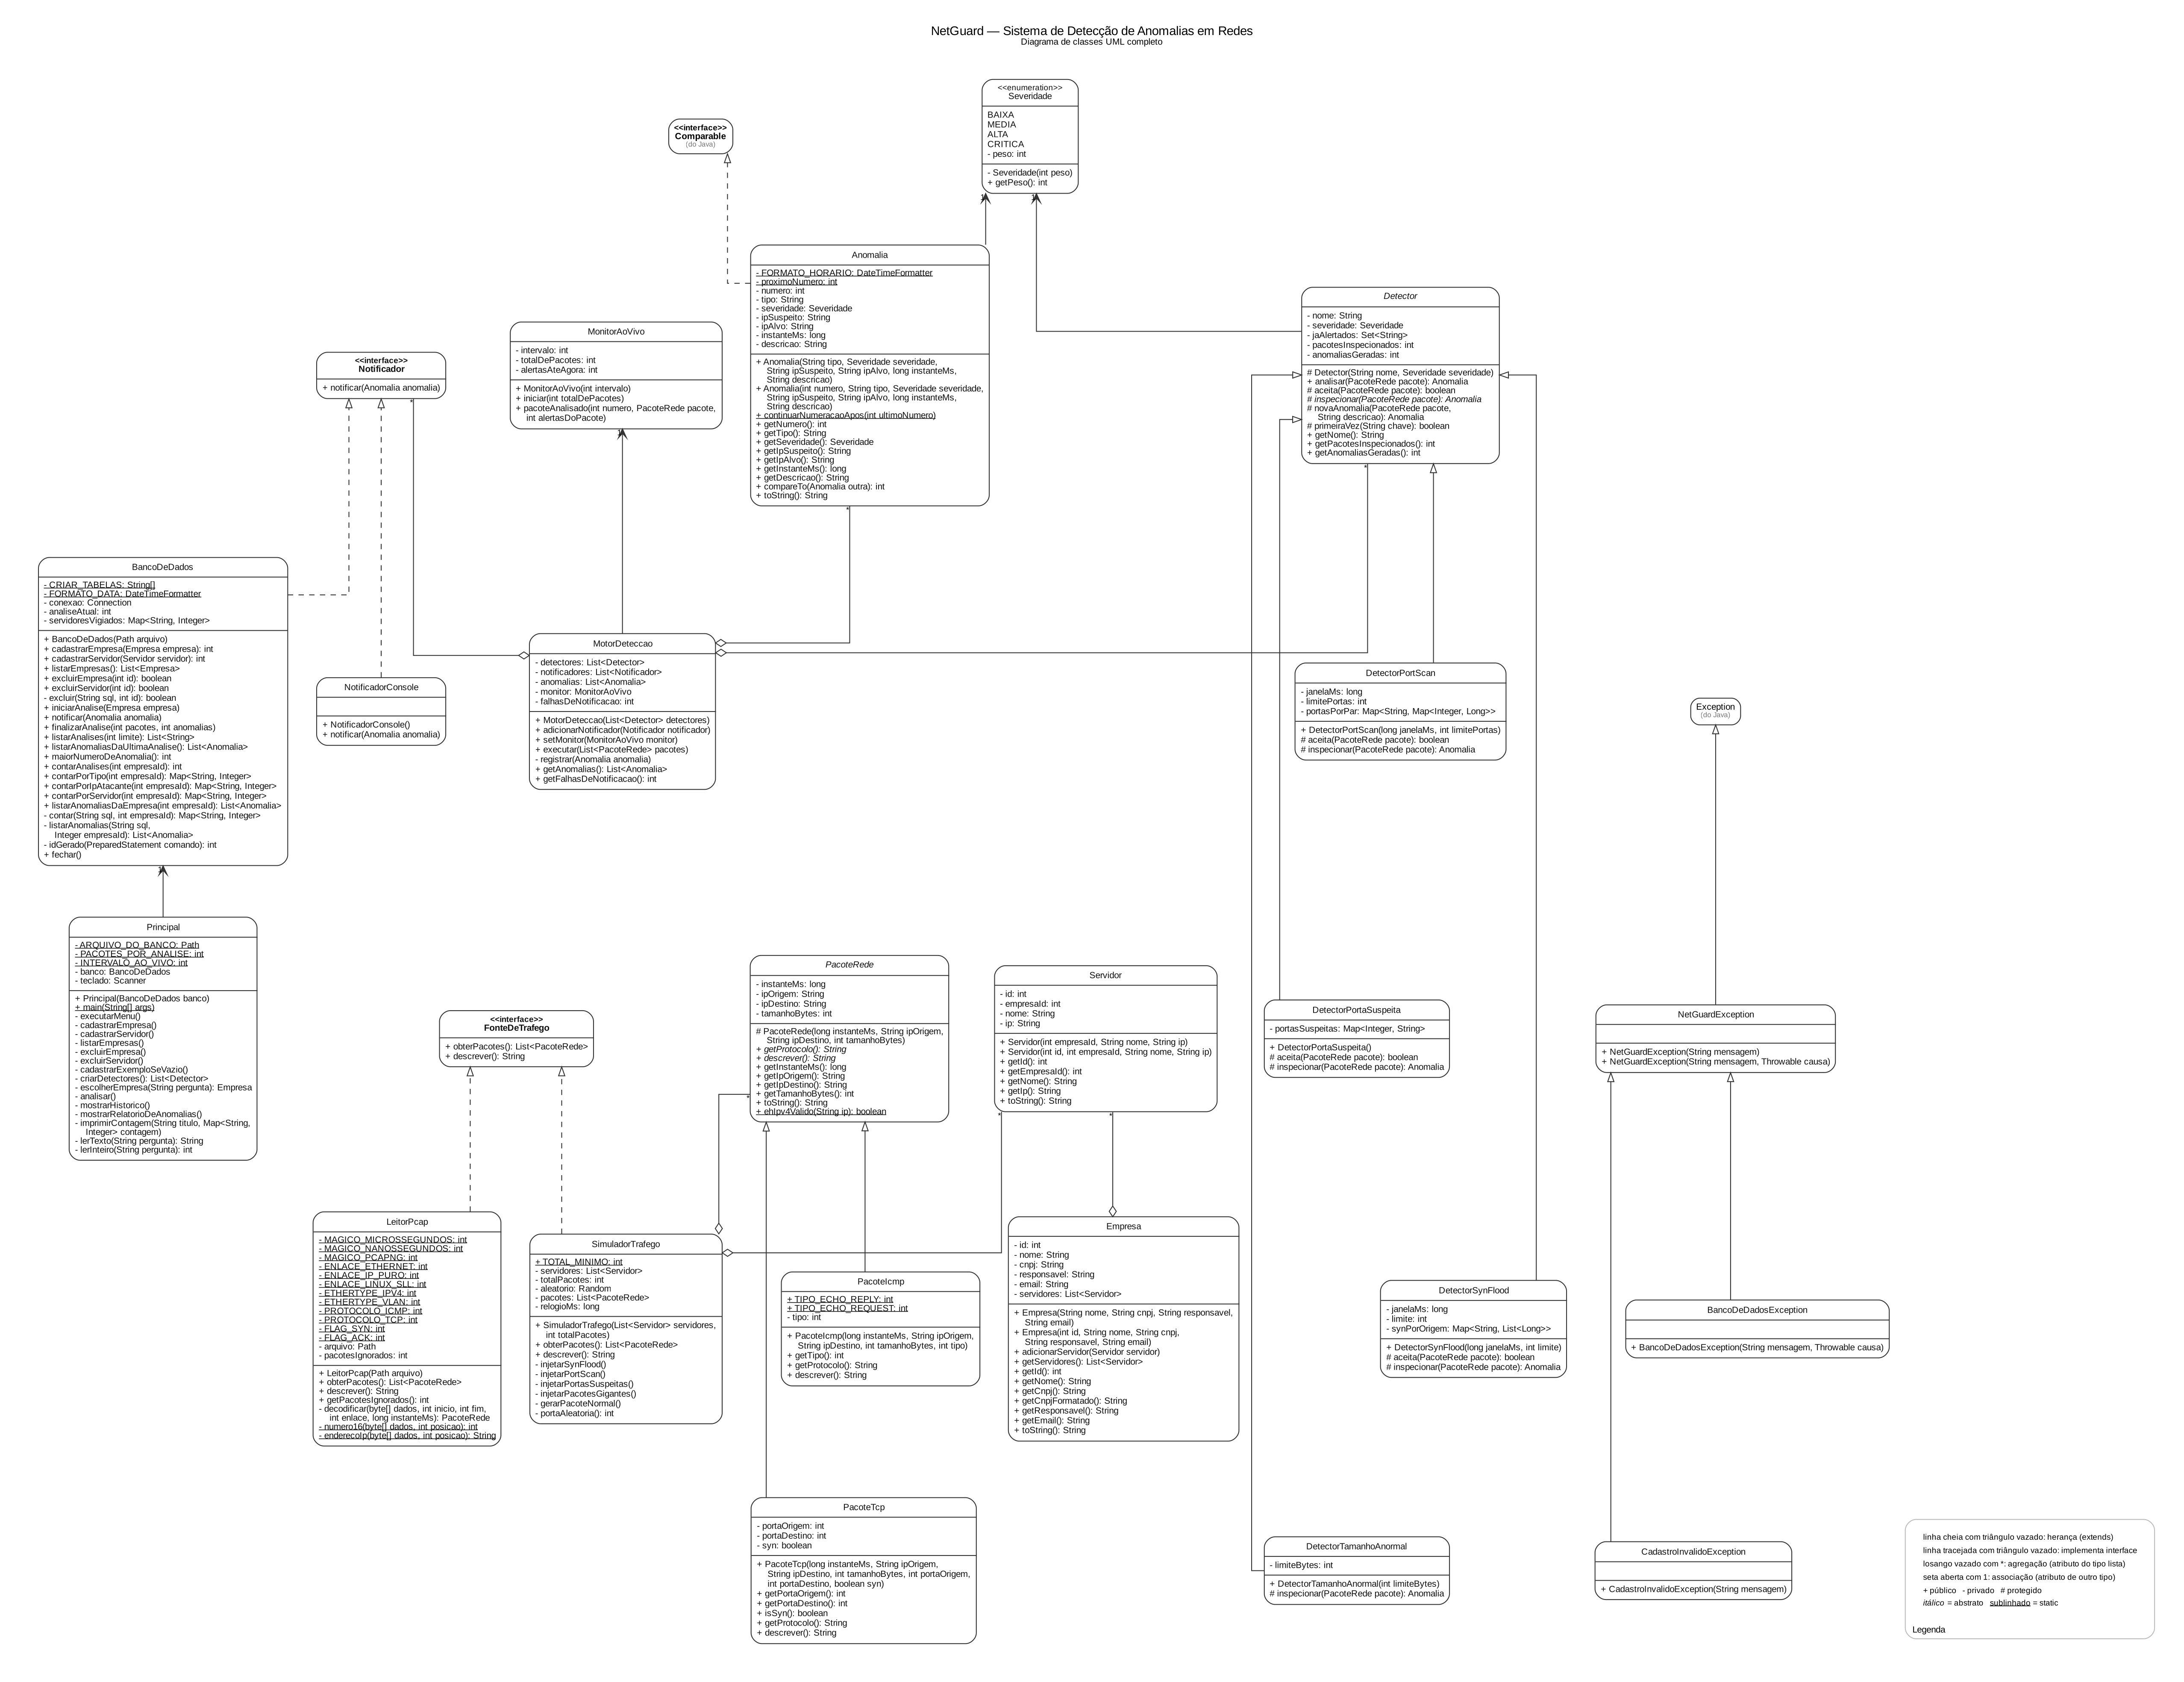 NetGuard — Sistema de Detecção de Anomalias em Redes
Diagrama de classes UML completo
<<enumeration>>
Severidade
BAIXA
MEDIA
ALTA
CRITICA
- peso: int
- Severidade(int peso)
+ getPeso(): int
<<interface>>
Comparable
(do Java)
Anomalia
- FORMATO_HORARIO: DateTimeFormatter
- proximoNumero: int
- numero: int
- tipo: String
- severidade: Severidade
- ipSuspeito: String
- ipAlvo: String
- instanteMs: long
- descricao: String
+ Anomalia(String tipo, Severidade severidade,
String ipSuspeito, String ipAlvo, long instanteMs,
String descricao)
+ Anomalia(int numero, String tipo, Severidade severidade,
String ipSuspeito, String ipAlvo, long instanteMs,
String descricao)
+ continuarNumeracaoApos(int ultimoNumero)
+ getNumero(): int
+ getTipo(): String
+ getSeveridade(): Severidade
+ getIpSuspeito(): String
+ getIpAlvo(): String
+ getInstanteMs(): long
+ getDescricao(): String
+ compareTo(Anomalia outra): int
+ toString(): String
*
Detector
- nome: String
- severidade: Severidade
- jaAlertados: Set<String>
- pacotesInspecionados: int
- anomaliasGeradas: int
# Detector(String nome, Severidade severidade)
+ analisar(PacoteRede pacote): Anomalia
# aceita(PacoteRede pacote): boolean
# inspecionar(PacoteRede pacote): Anomalia
# novaAnomalia(PacoteRede pacote,
String descricao): Anomalia
# primeiraVez(String chave): boolean
+ getNome(): String
+ getPacotesInspecionados(): int
+ getAnomaliasGeradas(): int
*
MonitorAoVivo
- intervalo: int
- totalDePacotes: int
- alertasAteAgora: int
+ MonitorAoVivo(int intervalo)
+ iniciar(int totalDePacotes)
+ pacoteAnalisado(int numero, PacoteRede pacote,
int alertasDoPacote)
<<interface>>
Notificador
+ notificar(Anomalia anomalia)
*
BancoDeDados
- CRIAR_TABELAS: String[]
- FORMATO_DATA: DateTimeFormatter
- conexao: Connection
- analiseAtual: int
- servidoresVigiados: Map<String, Integer>
+ BancoDeDados(Path arquivo)
+ cadastrarEmpresa(Empresa empresa): int
+ cadastrarServidor(Servidor servidor): int
+ listarEmpresas(): List<Empresa>
+ excluirEmpresa(int id): boolean
+ excluirServidor(int id): boolean
- excluir(String sql, int id): boolean
+ iniciarAnalise(Empresa empresa)
+ notificar(Anomalia anomalia)
+ finalizarAnalise(int pacotes, int anomalias)
+ listarAnalises(int limite): List<String>
+ listarAnomaliasDaUltimaAnalise(): List<Anomalia>
+ maiorNumeroDeAnomalia(): int
+ contarAnalises(int empresaId): int
+ contarPorTipo(int empresaId): Map<String, Integer>
+ contarPorIpAtacante(int empresaId): Map<String, Integer>
+ contarPorServidor(int empresaId): Map<String, Integer>
+ listarAnomaliasDaEmpresa(int empresaId): List<Anomalia>
- contar(String sql, int empresaId): Map<String, Integer>
- listarAnomalias(String sql,
Integer empresaId): List<Anomalia>
- idGerado(PreparedStatement comando): int
+ fechar()
NotificadorConsole
+ NotificadorConsole()
+ notificar(Anomalia anomalia)
MotorDeteccao
- detectores: List<Detector>
- notificadores: List<Notificador>
- anomalias: List<Anomalia>
- monitor: MonitorAoVivo
- falhasDeNotificacao: int
+ MotorDeteccao(List<Detector> detectores)
+ adicionarNotificador(Notificador notificador)
+ setMonitor(MonitorAoVivo monitor)
+ executar(List<PacoteRede> pacotes)
- registrar(Anomalia anomalia)
+ getAnomalias(): List<Anomalia>
+ getFalhasDeNotificacao(): int
DetectorPortScan
- janelaMs: long
- limitePortas: int
- portasPorPar: Map<String, Map<Integer, Long>>
+ DetectorPortScan(long janelaMs, int limitePortas)
# aceita(PacoteRede pacote): boolean
# inspecionar(PacoteRede pacote): Anomalia
Exception
(do Java)
Principal
- ARQUIVO_DO_BANCO: Path
- PACOTES_POR_ANALISE: int
- INTERVALO_AO_VIVO: int
- banco: BancoDeDados
- teclado: Scanner
+ Principal(BancoDeDados banco)
+ main(String[] args)
- executarMenu()
- cadastrarEmpresa()
- cadastrarServidor()
- listarEmpresas()
- excluirEmpresa()
- excluirServidor()
- cadastrarExemploSeVazio()
- criarDetectores(): List<Detector>
- escolherEmpresa(String pergunta): Empresa
- analisar()
- mostrarHistorico()
- mostrarRelatorioDeAnomalias()
- imprimirContagem(String titulo, Map<String,
Integer> contagem)
- lerTexto(String pergunta): String
- lerInteiro(String pergunta): int
<<interface>>
FonteDeTrafego
+ obterPacotes(): List<PacoteRede>
+ descrever(): String
PacoteRede
- instanteMs: long
- ipOrigem: String
- ipDestino: String
- tamanhoBytes: int
# PacoteRede(long instanteMs, String ipOrigem,
String ipDestino, int tamanhoBytes)
+ getProtocolo(): String
+ descrever(): String
+ getInstanteMs(): long
+ getIpOrigem(): String
+ getIpDestino(): String
+ getTamanhoBytes(): int
+ toString(): String
+ ehIpv4Valido(String ip): boolean
*
Servidor
- id: int
- empresaId: int
- nome: String
- ip: String
+ Servidor(int empresaId, String nome, String ip)
+ Servidor(int id, int empresaId, String nome, String ip)
+ getId(): int
+ getEmpresaId(): int
+ getNome(): String
+ getIp(): String
+ toString(): String
*
*
DetectorPortaSuspeita
- portasSuspeitas: Map<Integer, String>
+ DetectorPortaSuspeita()
# aceita(PacoteRede pacote): boolean
# inspecionar(PacoteRede pacote): Anomalia
NetGuardException
+ NetGuardException(String mensagem)
+ NetGuardException(String mensagem, Throwable causa)
LeitorPcap
- MAGICO_MICROSSEGUNDOS: int
- MAGICO_NANOSSEGUNDOS: int
- MAGICO_PCAPNG: int
- ENLACE_ETHERNET: int
- ENLACE_IP_PURO: int
- ENLACE_LINUX_SLL: int
- ETHERTYPE_IPV4: int
- ETHERTYPE_VLAN: int
- PROTOCOLO_ICMP: int
- PROTOCOLO_TCP: int
- FLAG_SYN: int
- FLAG_ACK: int
- arquivo: Path
- pacotesIgnorados: int
+ LeitorPcap(Path arquivo)
+ obterPacotes(): List<PacoteRede>
+ descrever(): String
+ getPacotesIgnorados(): int
- decodificar(byte[] dados, int inicio, int fim,
int enlace, long instanteMs): PacoteRede
- numero16(byte[] dados, int posicao): int
- enderecoIp(byte[] dados, int posicao): String
SimuladorTrafego
+ TOTAL_MINIMO: int
- servidores: List<Servidor>
- totalPacotes: int
- aleatorio: Random
- pacotes: List<PacoteRede>
- relogioMs: long
+ SimuladorTrafego(List<Servidor> servidores,
int totalPacotes)
+ obterPacotes(): List<PacoteRede>
+ descrever(): String
- injetarSynFlood()
- injetarPortScan()
- injetarPortasSuspeitas()
- injetarPacotesGigantes()
- gerarPacoteNormal()
- portaAleatoria(): int
PacoteIcmp
+ TIPO_ECHO_REPLY: int
+ TIPO_ECHO_REQUEST: int
- tipo: int
+ PacoteIcmp(long instanteMs, String ipOrigem,
String ipDestino, int tamanhoBytes, int tipo)
+ getTipo(): int
+ getProtocolo(): String
+ descrever(): String
Empresa
- id: int
- nome: String
- cnpj: String
- responsavel: String
- email: String
- servidores: List<Servidor>
+ Empresa(String nome, String cnpj, String responsavel,
String email)
+ Empresa(int id, String nome, String cnpj,
String responsavel, String email)
+ adicionarServidor(Servidor servidor)
+ getServidores(): List<Servidor>
+ getId(): int
+ getNome(): String
+ getCnpj(): String
+ getCnpjFormatado(): String
+ getResponsavel(): String
+ getEmail(): String
+ toString(): String
DetectorSynFlood
- janelaMs: long
- limite: int
- synPorOrigem: Map<String, List<Long>>
+ DetectorSynFlood(long janelaMs, int limite)
# aceita(PacoteRede pacote): boolean
# inspecionar(PacoteRede pacote): Anomalia
BancoDeDadosException
+ BancoDeDadosException(String mensagem, Throwable causa)
PacoteTcp
- portaOrigem: int
- portaDestino: int
- syn: boolean
+ PacoteTcp(long instanteMs, String ipOrigem,
String ipDestino, int tamanhoBytes, int portaOrigem,
int portaDestino, boolean syn)
+ getPortaOrigem(): int
+ getPortaDestino(): int
+ isSyn(): boolean
+ getProtocolo(): String
+ descrever(): String
DetectorTamanhoAnormal
- limiteBytes: int
+ DetectorTamanhoAnormal(int limiteBytes)
# inspecionar(PacoteRede pacote): Anomalia
CadastroInvalidoException
+ CadastroInvalidoException(String mensagem)
linha cheia com triângulo vazado: herança (extends)
linha tracejada com triângulo vazado: implementa interface
losango vazado com *: agregação (atributo do tipo lista)
seta aberta com 1: associação (atributo de outro tipo)
+ público - privado # protegido
itálico = abstrato sublinhado = static
Legenda